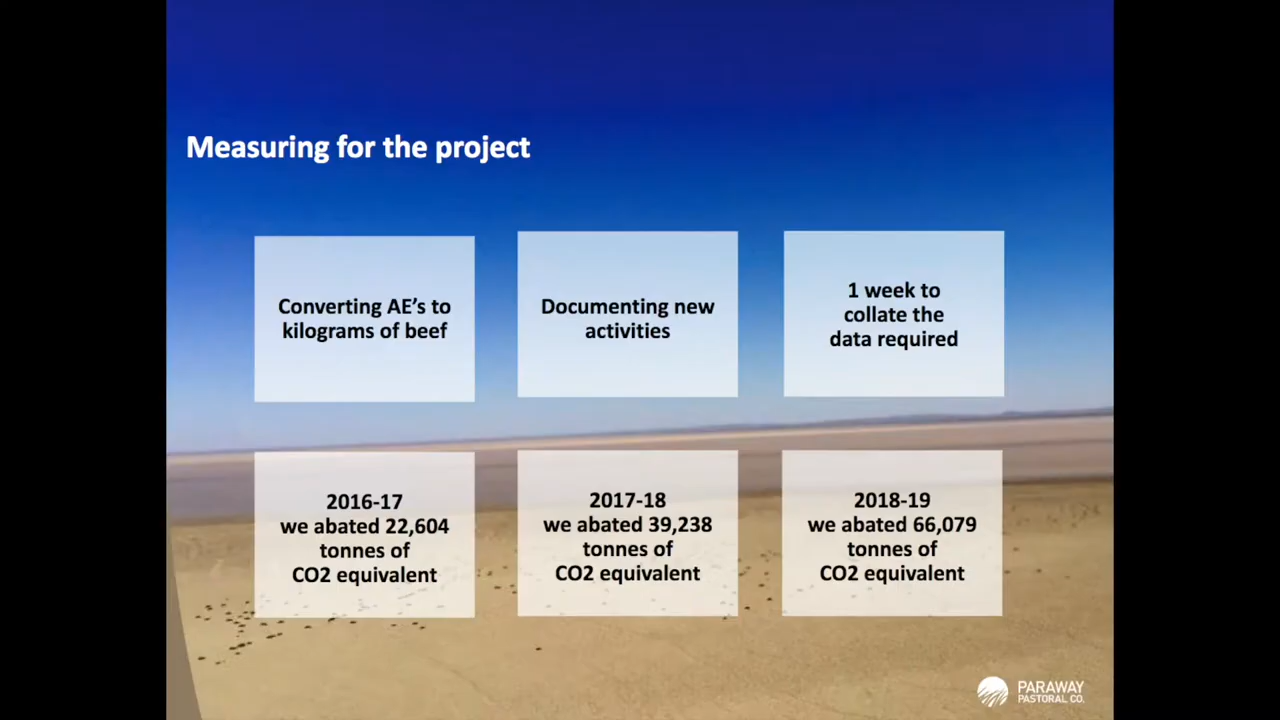 Measuring for the project
Converting AE's to
kilograms of beef
Documenting new
activities
1 week to
collate the
data required
2016-17
we abated 22,604
tonnes of
CO2 equivalent
2017-18
we abated 39,238
tonnes of
CO2 equivalent
2018-19
we abated 66,079
tonnes of
CO2 equivalent
PARAWAY
PASTORAL CO.